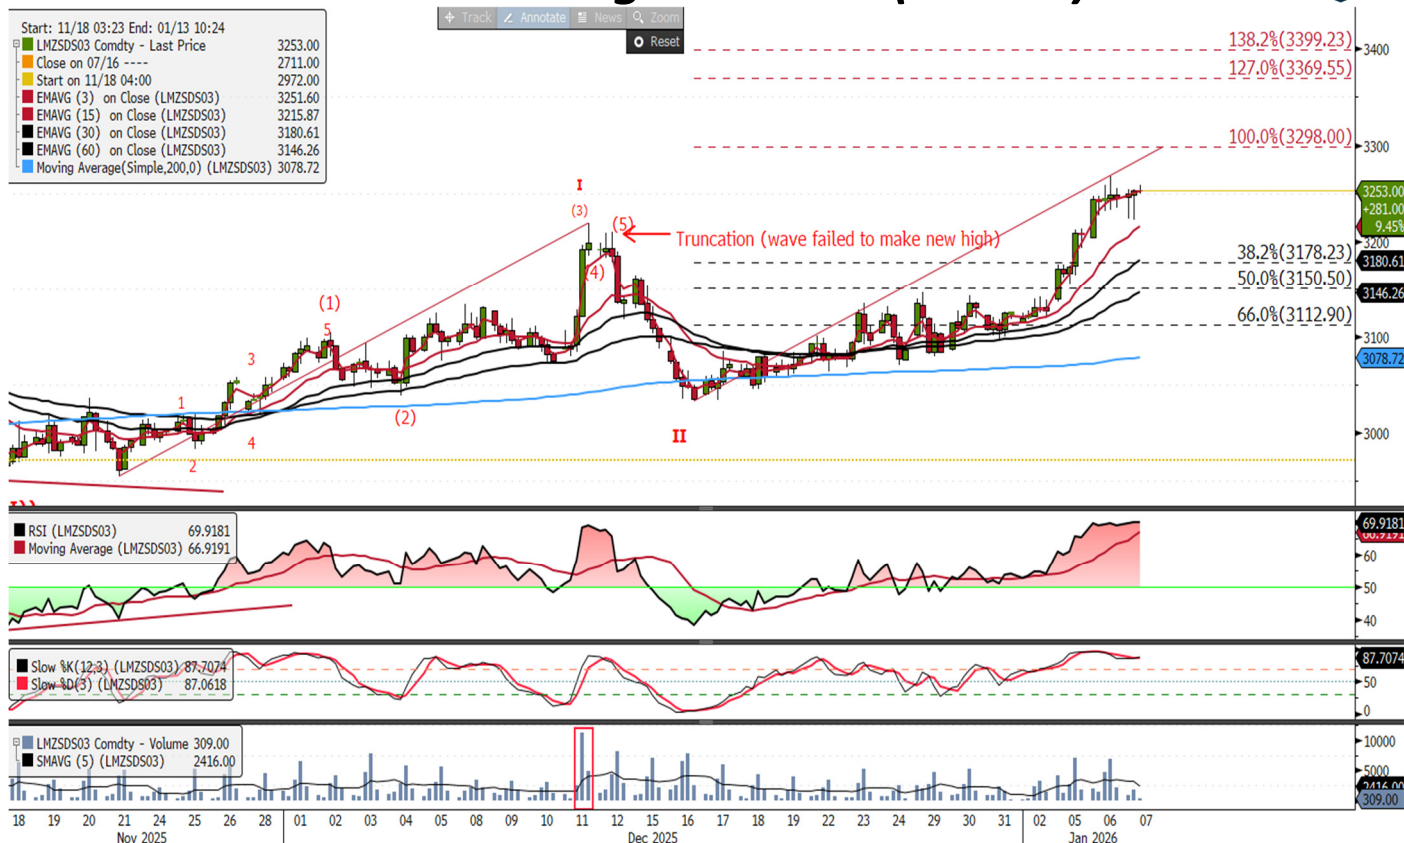 Track Annotate News Zoom
Reset
Start: 11/18 03:23 End: 01/13 10:24
LMZSDS03 Comdty - Last Price 3253.00
Close on 07/16 ---- 2711.00
Start on 11/18 04:00 2972.00
EMAVG (3) on Close (LMZSDS03) 3251.60
EMAVG (15) on Close (LMZSDS03) 3215.87
EMAVG (30) on Close (LMZSDS03) 3180.61
EMAVG (60) on Close (LMZSDS03) 3146.26
Moving Average(Simple,200,0) (LMZSDS03) 3078.72
138.2%(3399.23)
3400
127.0%(3369.55)
100.0%(3298.00)
3300
I
(3)
(5)
Truncation (wave failed to make new high)
(4)
3253.00
+281.00
9.45%
3200
38.2%(3178.23)
3180.61
50.0%(3150.50)
3146.26
66.0%(3112.90)
3100
3078.72
(1)
5
3
1
(2)
4
2
II
3000
RSI (LMZSDS03) 69.9181
Moving Average (LMZSDS03) 66.9191
69.9181
66.9191
60
50
40
Slow %K(12,3) (LMZSDS03) 87.7074
Slow %D(3) (LMZSDS03) 87.0618
87.7074
50
0
LMZSDS03 Comdty - Volume 309.00
SMAVG (5) (LMZSDS03) 2416.00
10000
5000
2416.00
309.00
18 19 20 21 24 25 26 27 28 01 02 03 04 05 08 09 10 11 12 15 16 17 18 19 22 23 24 29 30 31 02 05 06 07
Nov 2025 Dec 2025 Jan 2026